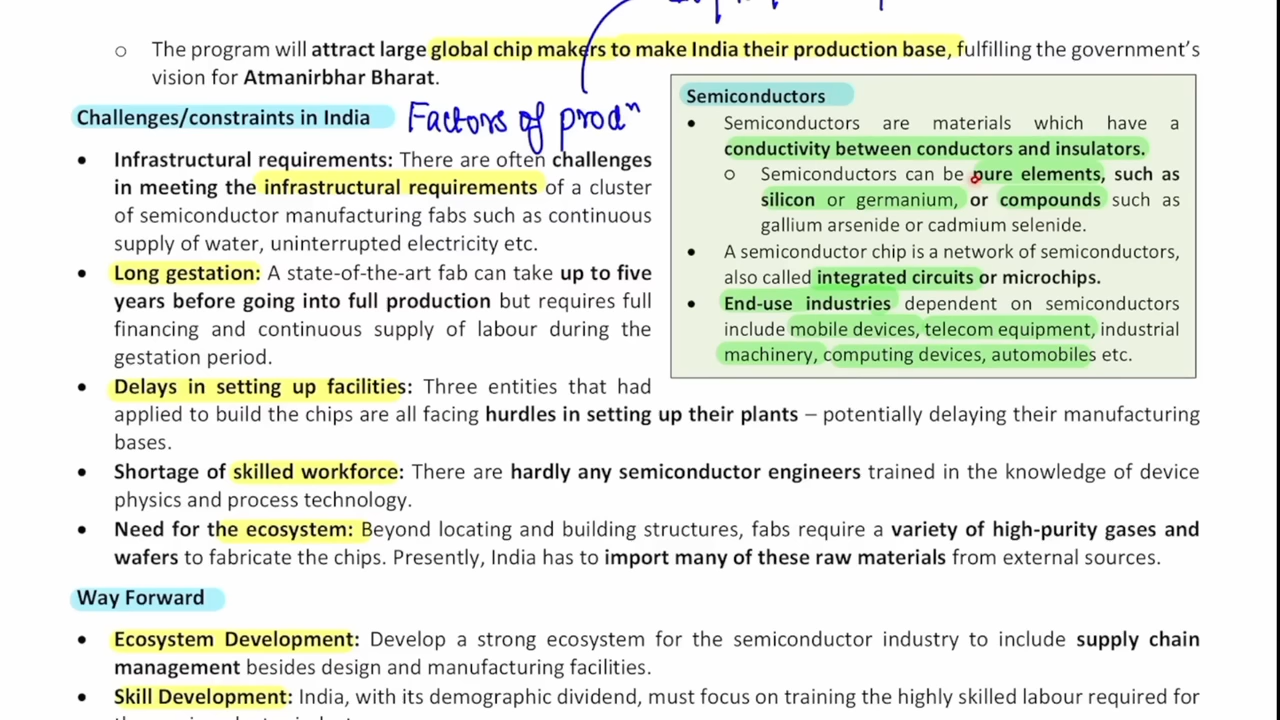 o The program will attract large global chip makers to make India their production base, fulfilling the government's
vision for Atmanirbhar Bharat.
Challenges/constraints in India
Factors of prodn
• Infrastructural requirements: There are often challenges
in meeting the infrastructural requirements of a cluster
of semiconductor manufacturing fabs such as continuous
supply of water, uninterrupted electricity etc.
• Long gestation: A state-of-the-art fab can take up to five
years before going into full production but requires full
financing and continuous supply of labour during the
gestation period.
• Delays in setting up facilities: Three entities that had
applied to build the chips are all facing hurdles in setting up their plants – potentially delaying their manufacturing
bases.
• Shortage of skilled workforce: There are hardly any semiconductor engineers trained in the knowledge of device
physics and process technology.
• Need for the ecosystem: Beyond locating and building structures, fabs require a variety of high-purity gases and
wafers to fabricate the chips. Presently, India has to import many of these raw materials from external sources.
Semiconductors
• Semiconductors are materials which have a
conductivity between conductors and insulators.
o Semiconductors can be pure elements, such as
silicon or germanium, or compounds such as
gallium arsenide or cadmium selenide.
• A semiconductor chip is a network of semiconductors,
also called integrated circuits or microchips.
• End-use industries dependent on semiconductors
include mobile devices, telecom equipment, industrial
machinery, computing devices, automobiles etc.
Way Forward
• Ecosystem Development: Develop a strong ecosystem for the semiconductor industry to include supply chain
management besides design and manufacturing facilities.
• Skill Development: India, with its demographic dividend, must focus on training the highly skilled labour required for